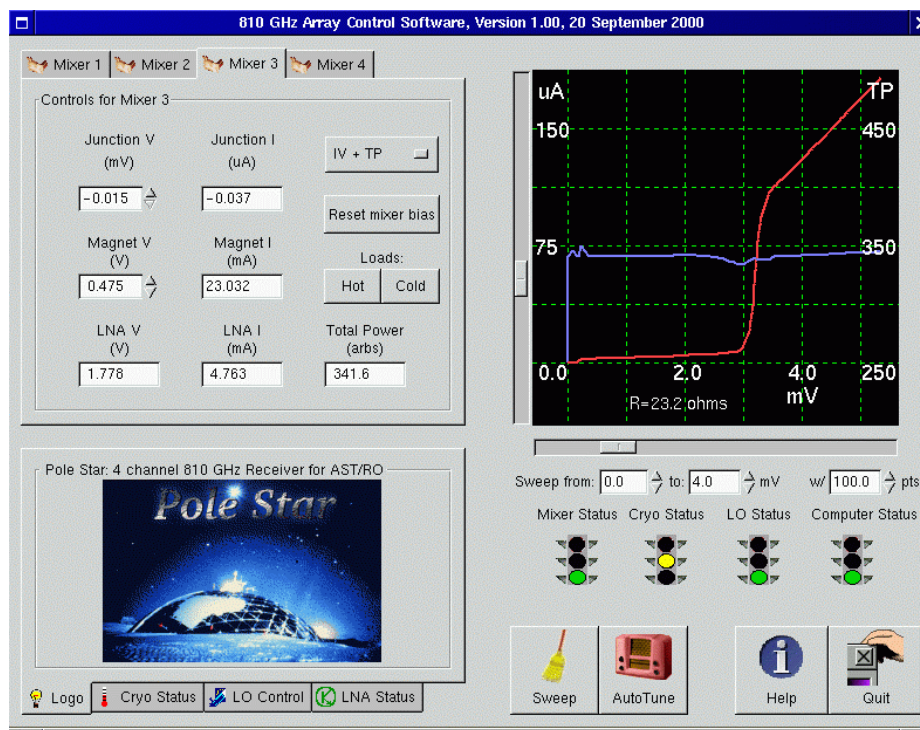 810 GHz Array Control Software, Version 1.00, 20 September 2000
Mixer 1 Mixer 2 Mixer 3 Mixer 4
Controls for Mixer 3
Junction V
(mV)
Junction I
(uA)
IV + TP
-0.015
-0.037
Reset mixer bias
Magnet V
(V)
Magnet I
(mA)
Loads:
0.475
23.032
Hot Cold
LNA V
(V)
LNA I
(mA)
Total Power
(arbs)
1.778
4.763
341.6
uA TP
150 450
75 350
0.0 2.0 4.0 250
mV
R=23.2 ohms
Sweep from: 0.0 to: 4.0 mV w/ 100.0 pts
Mixer Status Cryo Status LO Status Computer Status
Pole Star: 4 channel 810 GHz Receiver for AST/RO
Pole Star
Logo Cryo Status LO Control LNA Status
Sweep AutoTune Help Quit